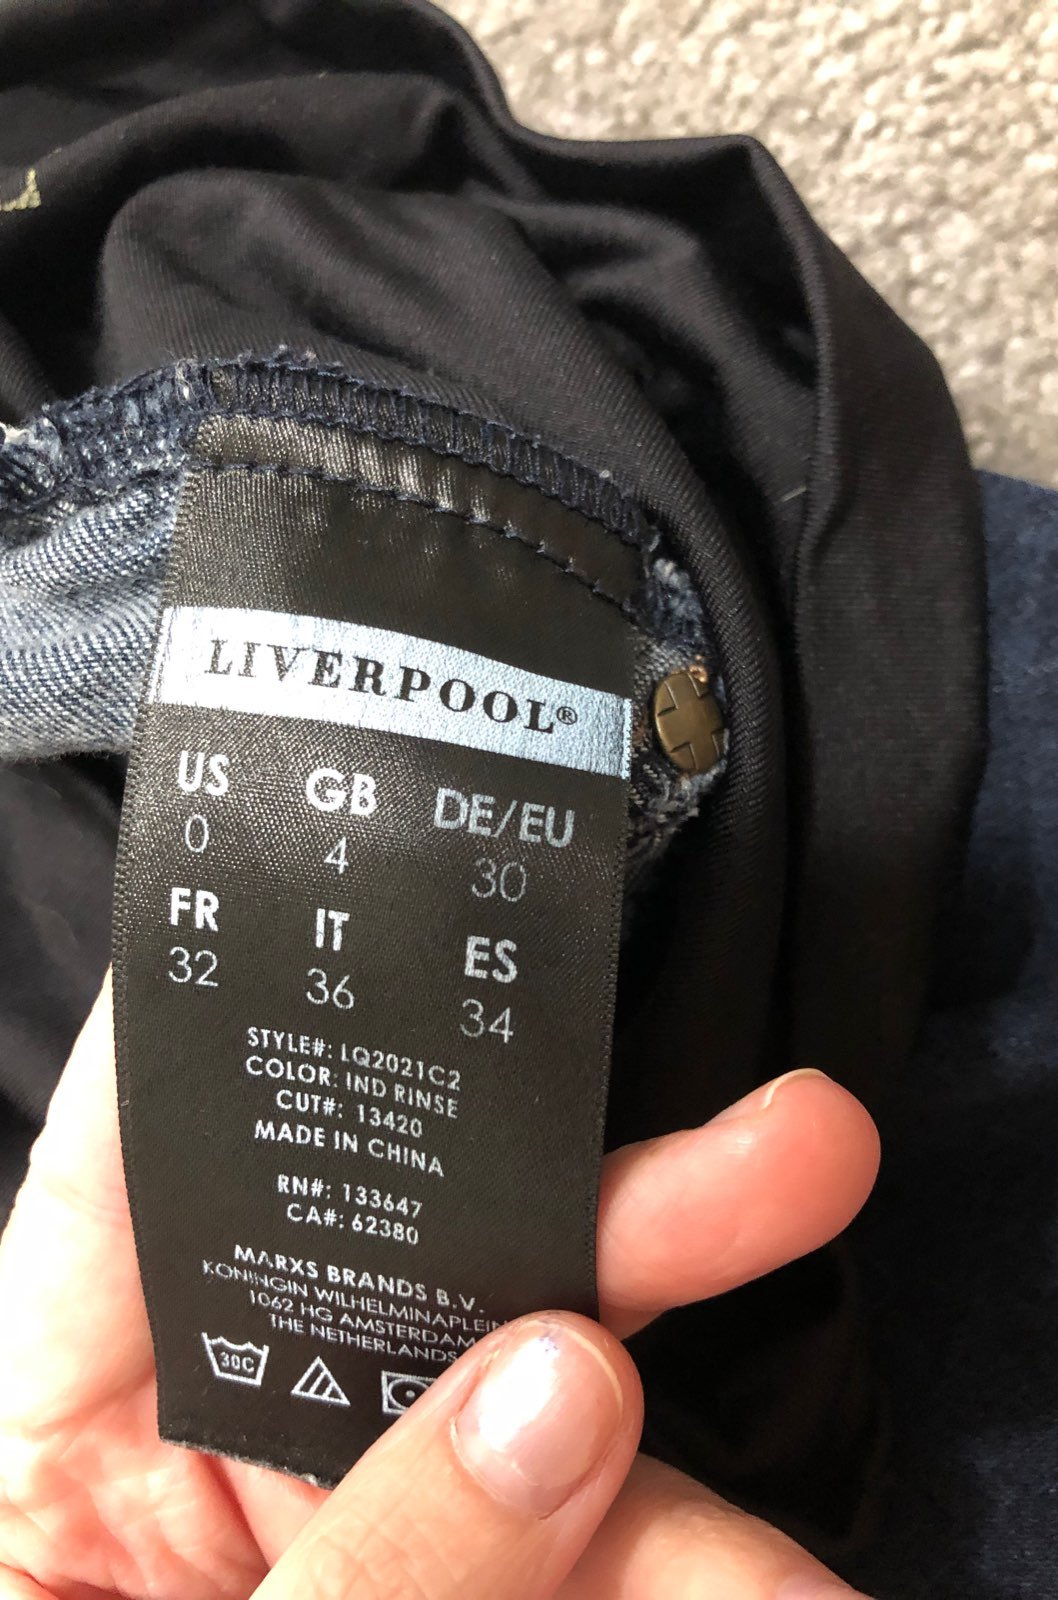 LIVERPOOL®
US GB DE/EU
0 4 30
FR IT ES
32 36 34
STYLE#: LQ2021C2
COLOR: IND RINSE
CUT#: 13420
MADE IN CHINA
RN#: 133647
CA#: 62380
MARXS BRANDS B.V.
KONINGIN WILHELMINAPLEIN
1062 HG AMSTERDAM
THE NETHERLANDS
30C